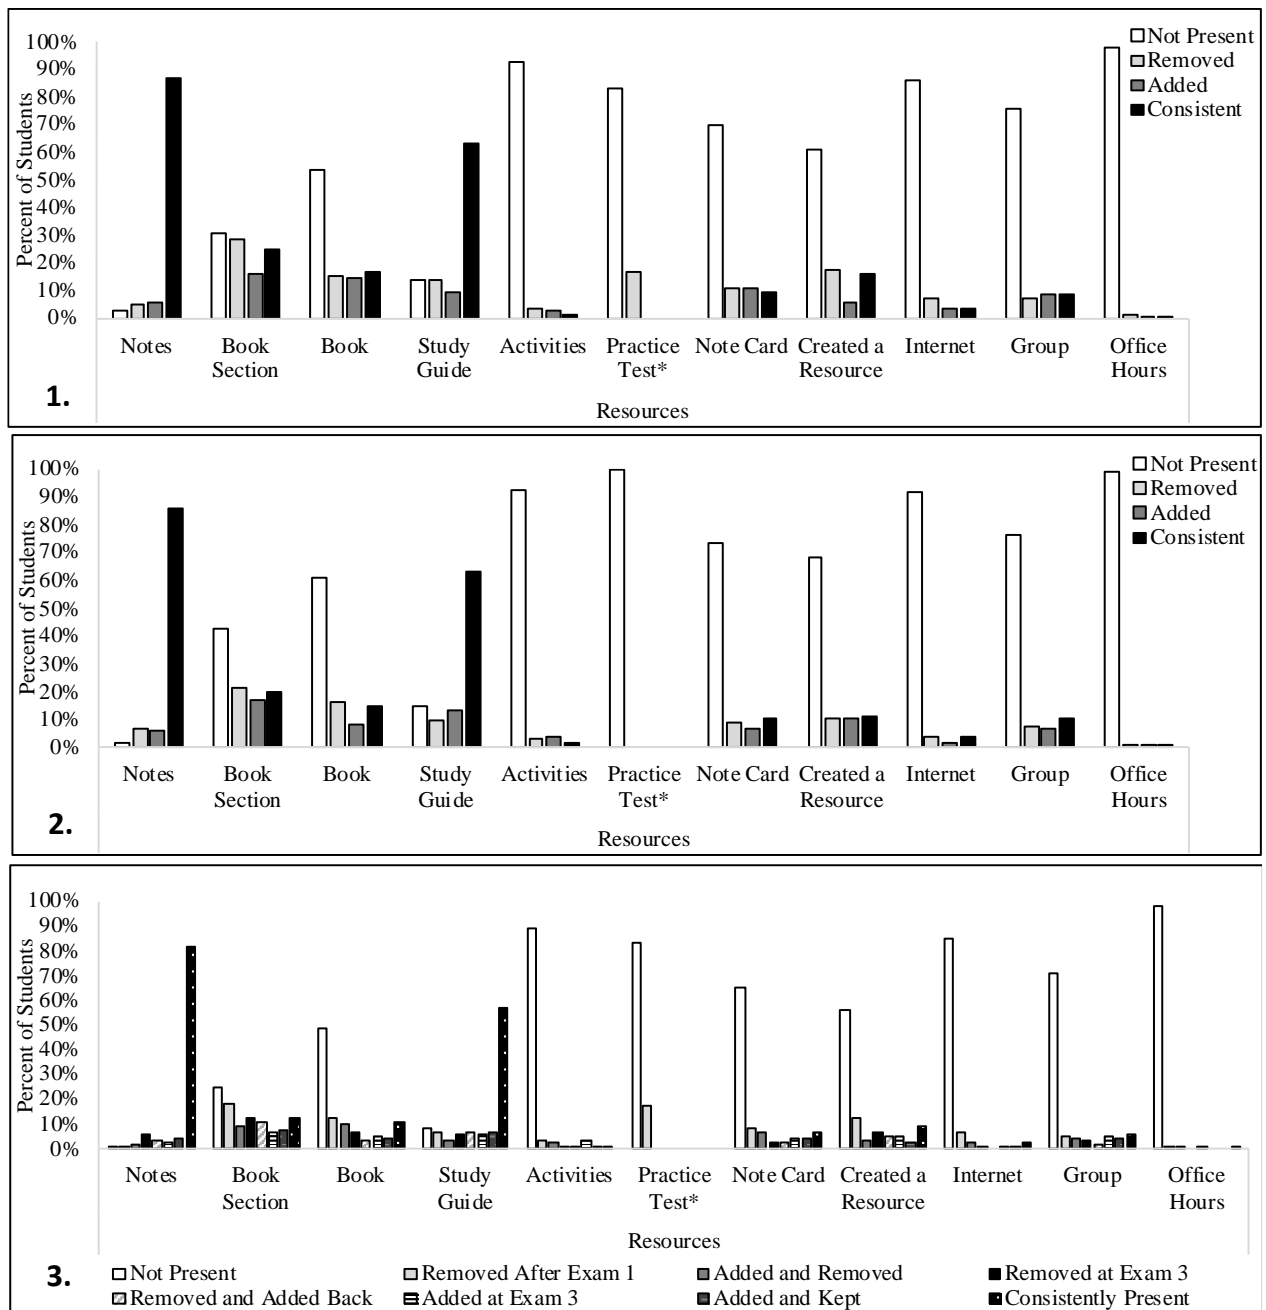 100%
90%
80%
70%
60%
50%
40%
30%
20%
10%
0%
Percent of Students
Not Present
Removed
Added
Consistent
Notes Book Section Book Study Guide Activities Practice Test* Note Card Created a Resource Internet Group Office Hours
Resources
1.
100%
90%
80%
70%
60%
50%
40%
30%
20%
10%
0%
Percent of Students
Not Present
Removed
Added
Consistent
Notes Book Section Book Study Guide Activities Practice Test* Note Card Created a Resource Internet Group Office Hours
Resources
2.
100%
90%
80%
70%
60%
50%
40%
30%
20%
10%
0%
Percent of Students
Notes Book Section Book Study Guide Activities Practice Test* Note Card Created a Resource Internet Group Office Hours
Resources
3.
Not Present Removed After Exam 1 Added and Removed Removed at Exam 3
Removed and Added Back Added at Exam 3 Added and Kept Consistently Present